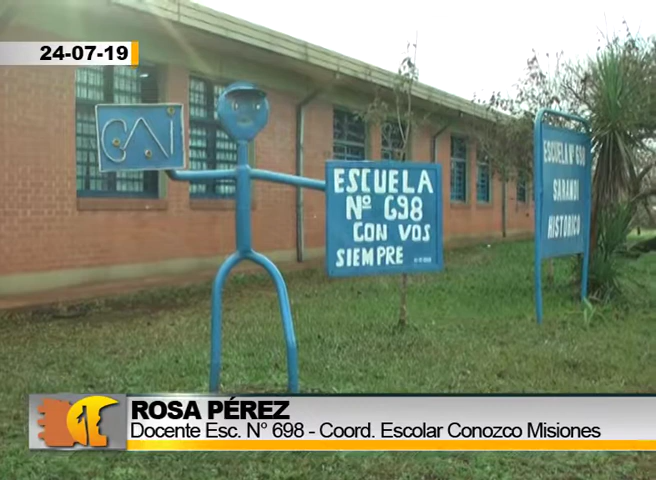 24-07-19
CAI
ESCUELA
Nº 698
CON VOS
SIEMPRE
ESCUELA Nº 698
SARANDI
HISTORICO
ROSA PÉREZ
Docente Esc. N° 698 - Coord. Escolar Conozco Misiones